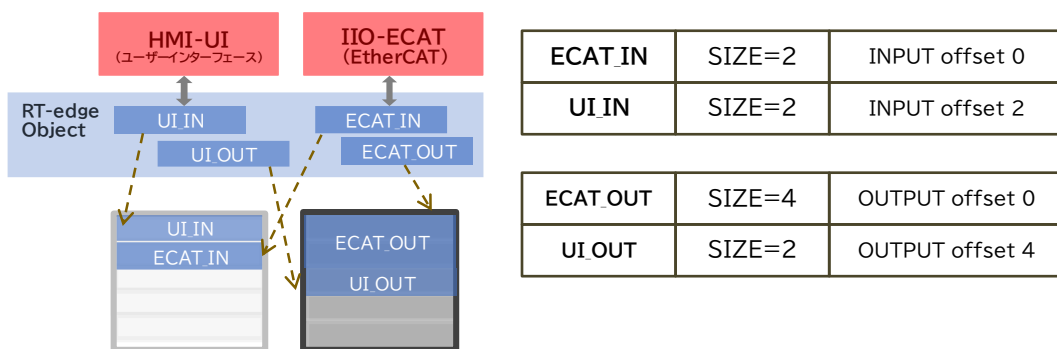 HMI-UI
(ユーザーインターフェース)
IIO-ECAT
(EtherCAT)
RT-edge
Object
UI_IN
UI_OUT
ECAT_IN
ECAT_OUT
UI_IN
ECAT_IN
ECAT_OUT
UI_OUT
ECAT_IN SIZE=2 INPUT offset 0
UI_IN SIZE=2 INPUT offset 2
ECAT_OUT SIZE=4 OUTPUT offset 0
UI_OUT SIZE=2 OUTPUT offset 4